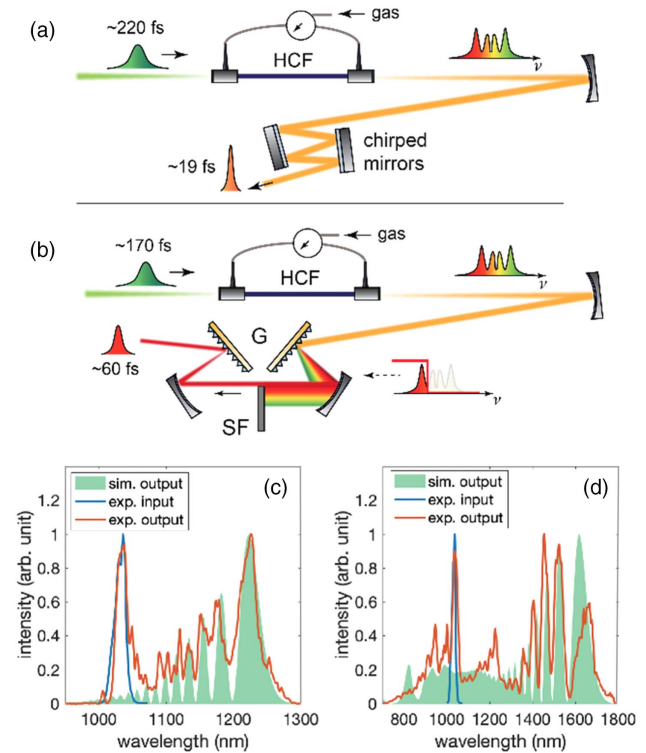 (a)
~220 fs
gas
HCF
ν
chirped
mirrors
~19 fs
(b)
~170 fs
gas
HCF
ν
G
~60 fs
SF
ν
(c)
sim. output
exp. input
exp. output
intensity (arb. unit)
1.2
1
0.8
0.6
0.4
0.2
0
1000
1100
1200
1300
wavelength (nm)
(d)
sim. output
exp. input
exp. output
intensity (arb. unit)
1.2
1
0.8
0.6
0.4
0.2
0
800
1000
1200
1400
1600
1800
wavelength (nm)